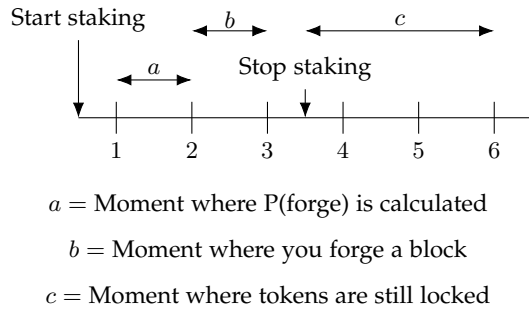 Start staking
b
c
a
Stop staking
1 2 3 4 5 6
a = Moment where P(forge) is calculated
b = Moment where you forge a block
c = Moment where tokens are still locked